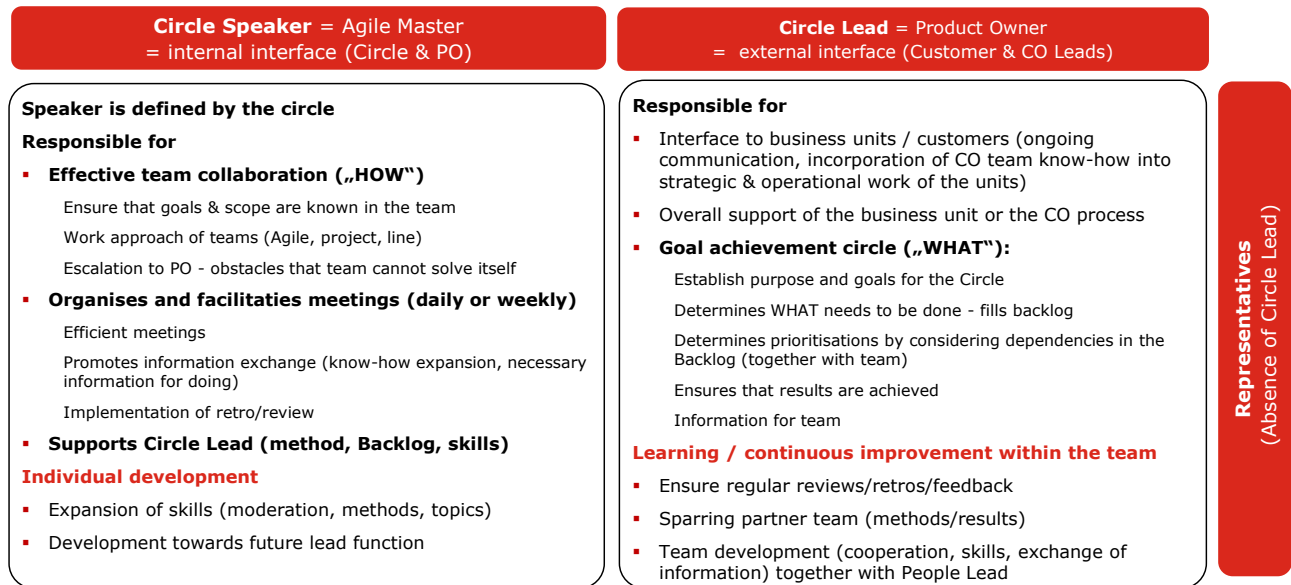 Circle Speaker = Agile Master
= internal interface (Circle & PO)
Speaker is defined by the circle
Responsible for
▪ Effective team collaboration („HOW“)
Ensure that goals & scope are known in the team
Work approach of teams (Agile, project, line)
Escalation to PO - obstacles that team cannot solve itself
▪ Organises and facilitaties meetings (daily or weekly)
Efficient meetings
Promotes information exchange (know-how expansion, necessary
information for doing)
Implementation of retro/review
▪ Supports Circle Lead (method, Backlog, skills)
Individual development
▪ Expansion of skills (moderation, methods, topics)
▪ Development towards future lead function
Circle Lead = Product Owner
= external interface (Customer & CO Leads)
Responsible for
▪ Interface to business units / customers (ongoing
communication, incorporation of CO team know-how into
strategic & operational work of the units)
▪ Overall support of the business unit or the CO process
▪ Goal achievement circle („WHAT“):
Establish purpose and goals for the Circle
Determines WHAT needs to be done - fills backlog
Determines prioritisations by considering dependencies in the
Backlog (together with team)
Ensures that results are achieved
Information for team
Learning / continuous improvement within the team
▪ Ensure regular reviews/retros/feedback
▪ Sparring partner team (methods/results)
▪ Team development (cooperation, skills, exchange of
information) together with People Lead
Representatives
(Absence of Circle Lead)